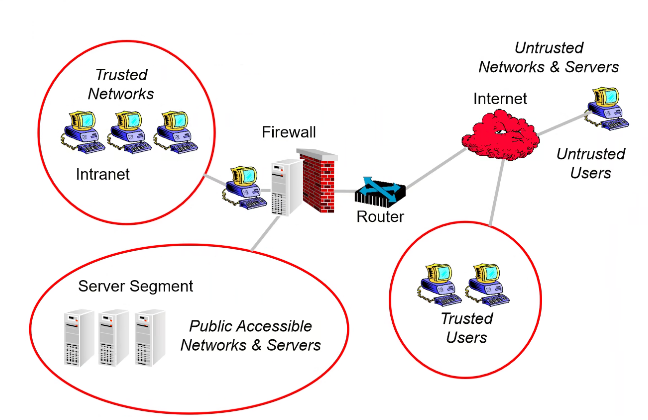 Trusted
Networks
Intranet
Firewall
Router
Internet
Untrusted
Networks & Servers
Untrusted
Users
Server Segment
Public Accessible
Networks & Servers
Trusted
Users